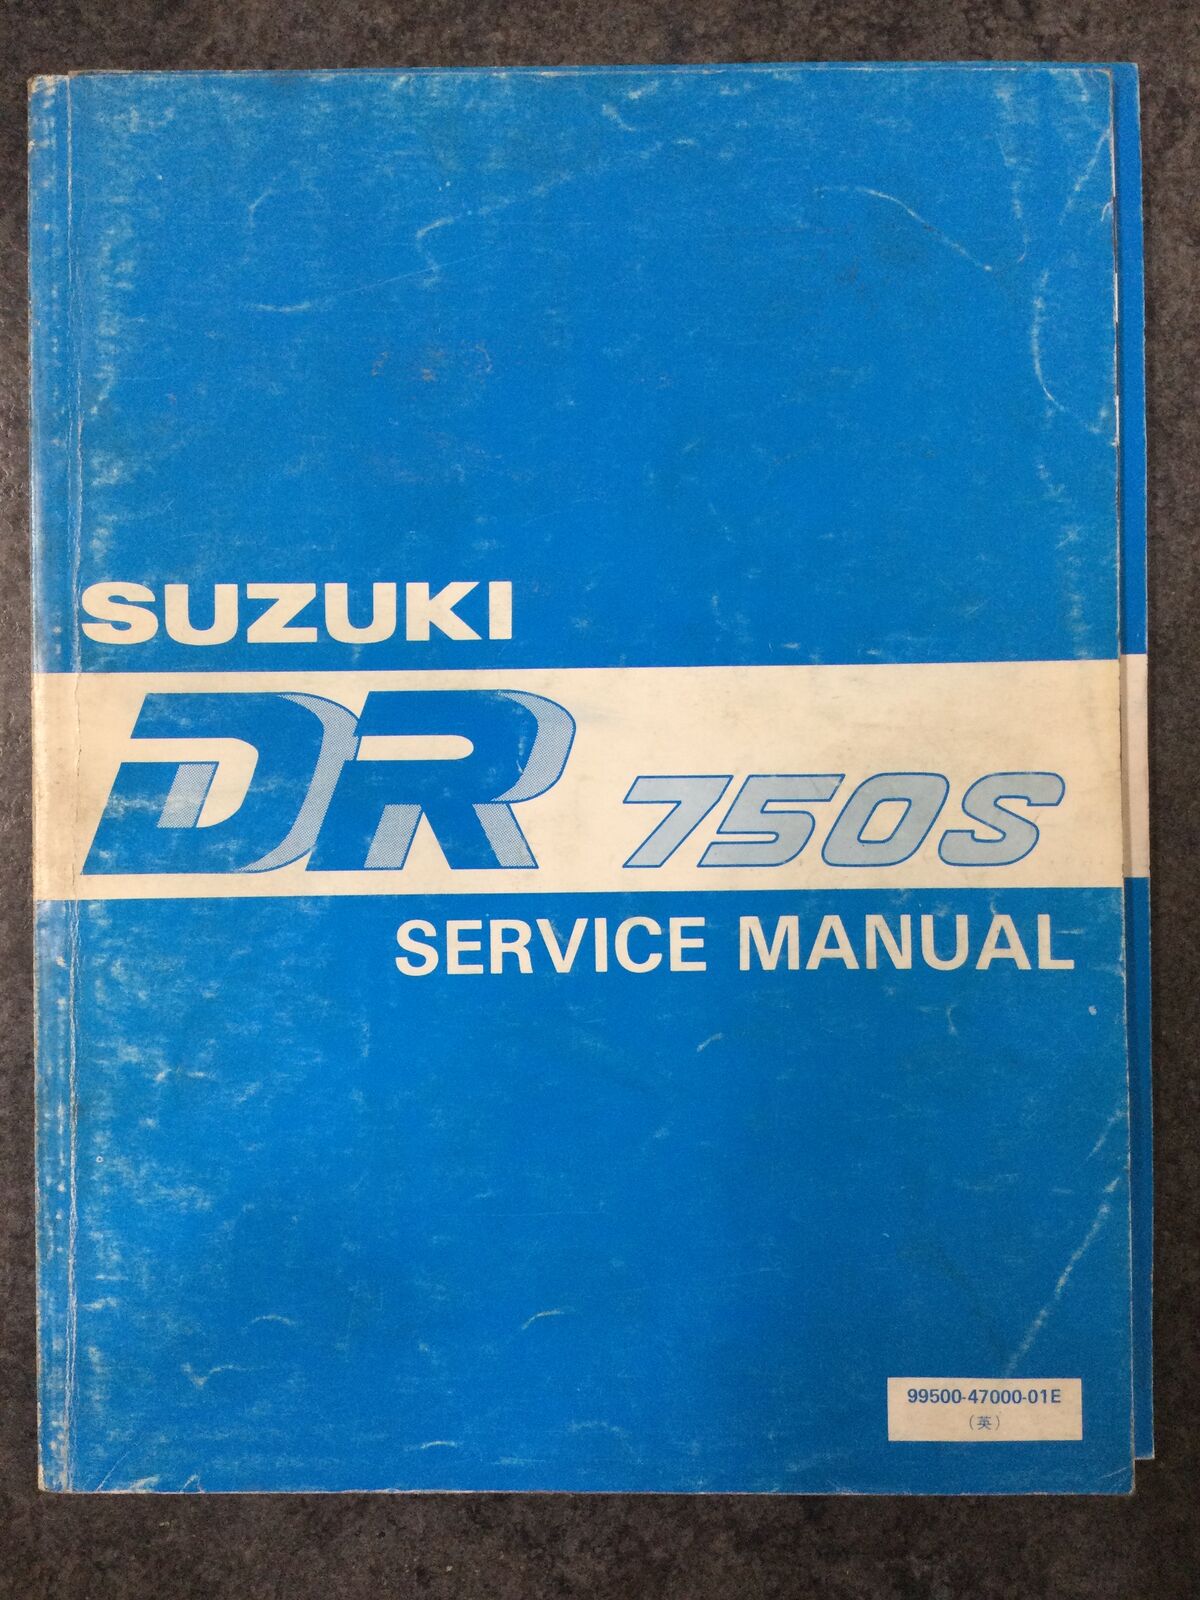 SUZUKI
DR 750S
SERVICE MANUAL
99500-47000-01E
(英)